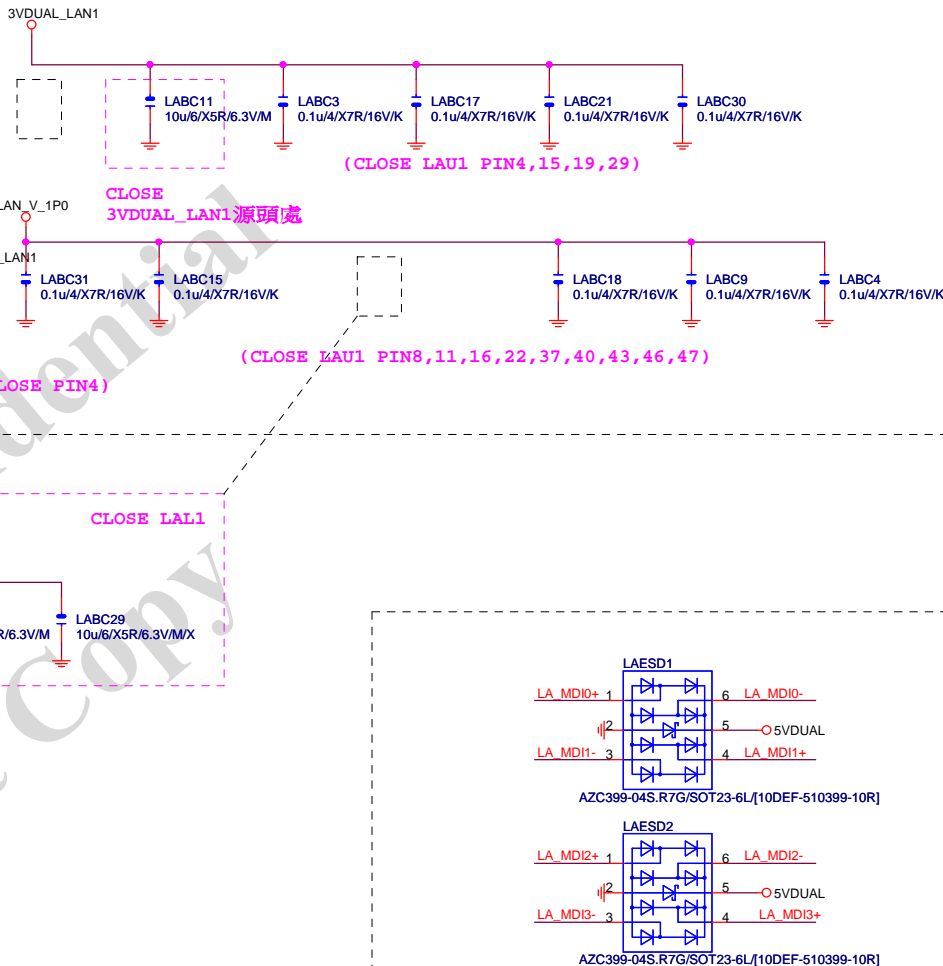 3VDUAL_LAN1
LABC11
10u/6/X5R/6.3V/M
LABC3
0.1u/4/X7R/16V/K
LABC17
0.1u/4/X7R/16V/K
LABC21
0.1u/4/X7R/16V/K
LABC30
0.1u/4/X7R/16V/K
(CLOSE LAU1 PIN4,15,19,29)
CLOSE
3VDUAL_LAN1源頭處
LAN_V_1P0
_LAN1
LABC31
0.1u/4/X7R/16V/K
LABC15
0.1u/4/X7R/16V/K
LABC18
0.1u/4/X7R/16V/K
LABC9
0.1u/4/X7R/16V/K
LABC4
0.1u/4/X7R/16V/K
(CLOSE LAU1 PIN8,11,16,22,37,40,43,46,47)
LOSE PIN4)
CLOSE LAL1
R/6.3V/M
LABC29
10u/6/X5R/6.3V/M/X
LAESD1
LA_MDI0+ 1
6 LA_MDI0-
2
5 5VDUAL
LA_MDI1- 3
4 LA_MDI1+
AZC399-04S.R7G/SOT23-6L/[10DEF-510399-10R]
LAESD2
LA_MDI2+ 1
6 LA_MDI2-
2
5 5VDUAL
LA_MDI3- 3
4 LA_MDI3+
AZC399-04S.R7G/SOT23-6L/[10DEF-510399-10R]
dential
Copy